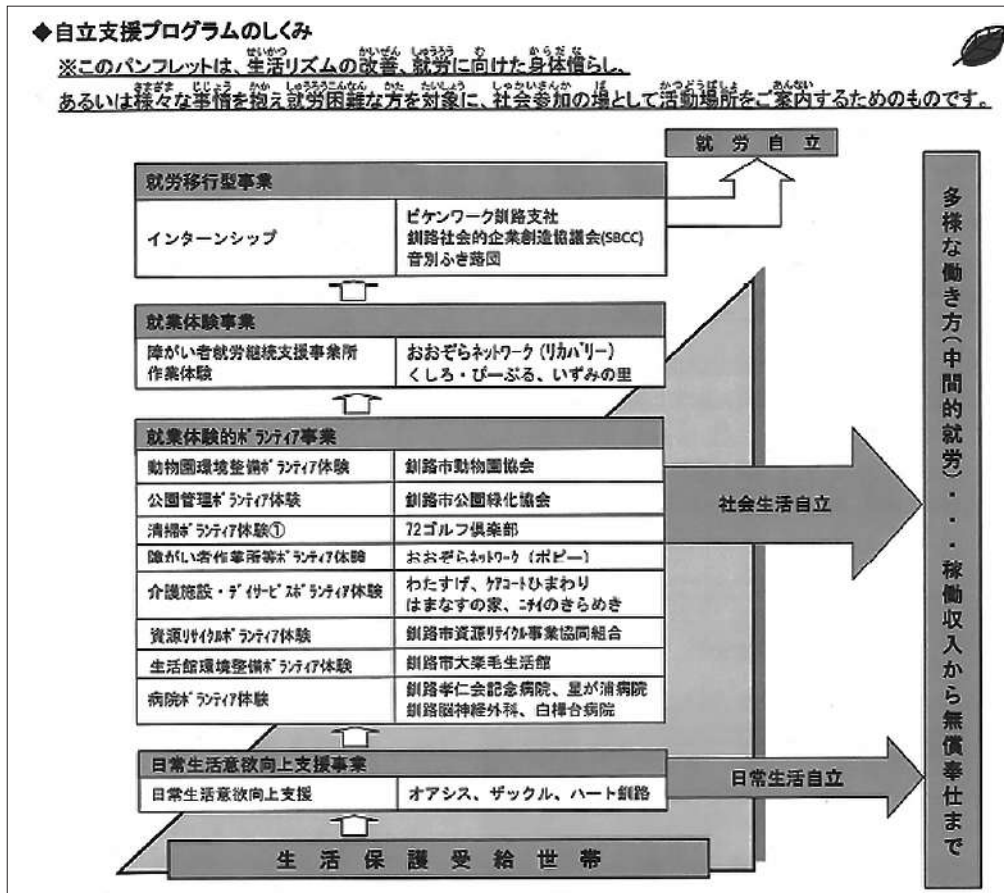 ◆自立支援プログラムのしくみ
※このパンフレットは、生活リズムの改善、就労に向けた身体慣らし、
あるいは様々な事情を抱え就労困難な方を対象に、社会参加の場として活動場所をご案内するためのものです。
就労自立
就労移行型事業
インターンシップ
ビケンワーク釧路支社
釧路社会的企業創造協議会(SBCC)
音別ふき蕗団
就業体験事業
障がい者就労継続支援事業所
作業体験
おおぞらネットワーク(リカバリー)
くしろ・ぴーぷる、いずみの里
就業体験的ボランティア事業
動物園環境整備ボランティア体験 釧路市動物園協会
公園管理ボランティア体験 釧路市公園緑化協会
清掃ボランティア体験① 72ゴルフ倶楽部
障がい者作業所等ボランティア体験 おおぞらネットワーク(ポピー)
介護施設・デイサービスボランティア体験 わたすげ、ケアコートひまわり
はまなすの家、ニチイのきらめき
資源リサイクルボランティア体験 釧路市資源リサイクル事業協同組合
生活館環境整備ボランティア体験 釧路市大楽毛生活館
病院ボランティア体験 釧路孝仁会記念病院、星が浦病院
釧路脳神経外科、白樺台病院
社会生活自立
日常生活意欲向上支援事業
日常生活意欲向上支援 オアシス、ザックル、ハート釧路
日常生活自立
生活保護受給世帯
多様な働き方(中間的就労)・・・稼働収入から無償奉仕まで